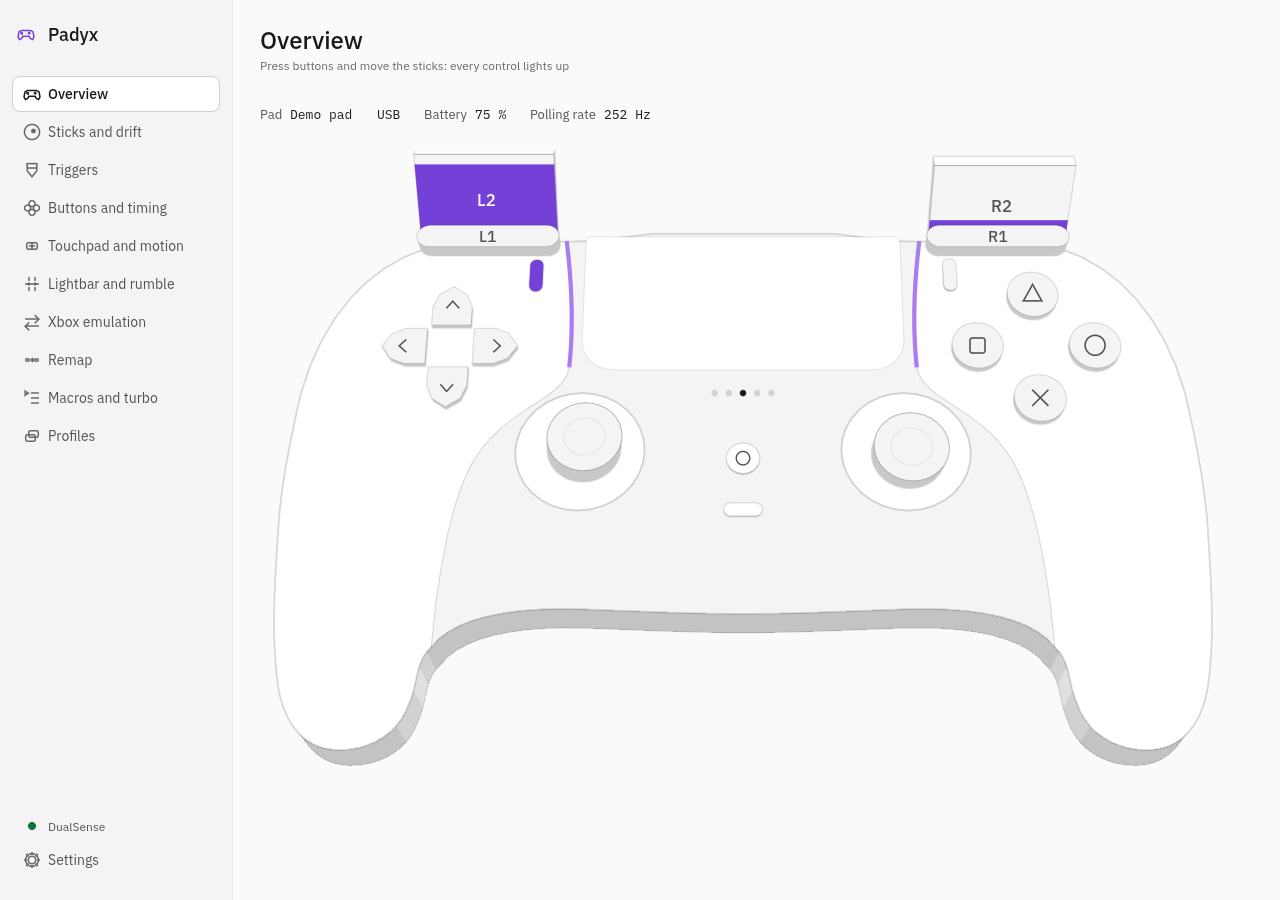 Padyx
Overview
Sticks and drift
Triggers
Buttons and timing
Touchpad and motion
Lightbar and rumble
Xbox emulation
Remap
Macros and turbo
Profiles
DualSense
Settings
Overview
Press buttons and move the sticks: every control lights up
Pad Demo pad USB Battery 75 % Polling rate 252 Hz
L2
R2
L1
R1